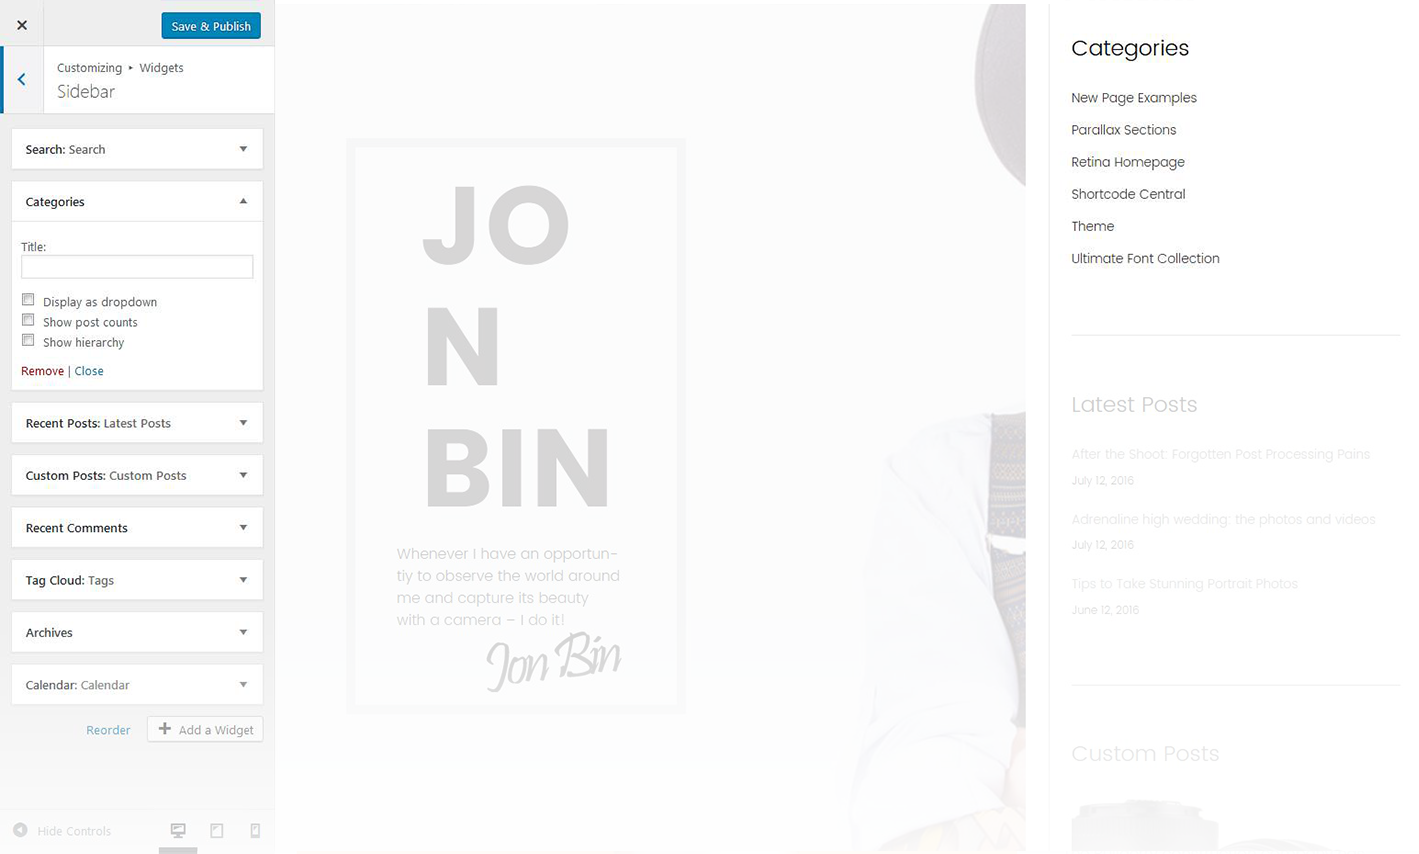 Save & Publish
Customizing ▸ Widgets
Sidebar
Search: Search
Categories
Title:
Display as dropdown
Show post counts
Show hierarchy
Remove | Close
Recent Posts: Latest Posts
Custom Posts: Custom Posts
Recent Comments
Tag Cloud: Tags
Archives
Calendar: Calendar
Reorder
Add a Widget
Hide Controls
JO
N
BIN
Whenever I have an opportun-
tiy to observe the world around
me and capture its beauty
with a camera – I do it!
Jon Bin
Categories
New Page Examples
Parallax Sections
Retina Homepage
Shortcode Central
Theme
Ultimate Font Collection
Latest Posts
After the Shoot: Forgotten Post Processing Pains
July 12, 2016
Adrenaline high wedding: the photos and videos
July 12, 2016
Tips to Take Stunning Portrait Photos
June 12, 2016
Custom Posts